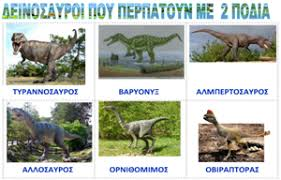 ΔΕΙΝΟΣΑΥΡΟΙ ΠΟΥ ΠΕΡΠΑΤΟΥΝ ΜΕ 2 ΠΟΔΙΑ
ΤΥΡΑΝΝΟΣΑΥΡΟΣ ΒΑΡΥΟΝΥΞ ΑΛΜΠΕΡΤΟΣΑΥΡΟΣ
ΑΛΛΟΣΑΥΡΟΣ ΟΡΝΙΘΟΜΙΜΟΣ ΟΒΙΡΑΠΤΟΡΑΣ